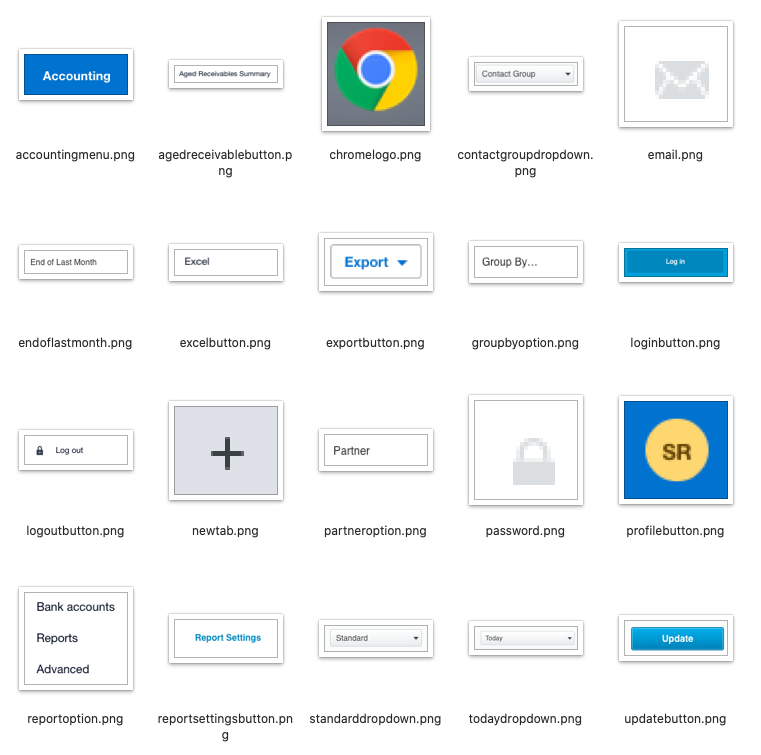 Accounting
Aged Receivables Summary
Contact Group
accountingmenu.png
agedreceivablebutton.p
ng
chromelogo.png
contactgroupdropdown.
png
email.png
End of Last Month
Excel
Export
Group By...
Log in
endoflastmonth.png
excelbutton.png
exportbutton.png
groupbyoption.png
loginbutton.png
Log out
Partner
SR
logoutbutton.png
newtab.png
partneroption.png
password.png
profilebutton.png
Bank accounts
Reports
Advanced
Report Settings
Standard
Today
Update
reportoption.png
reportsettingsbutton.pn
g
standarddropdown.png
todaydropdown.png
updatebutton.png